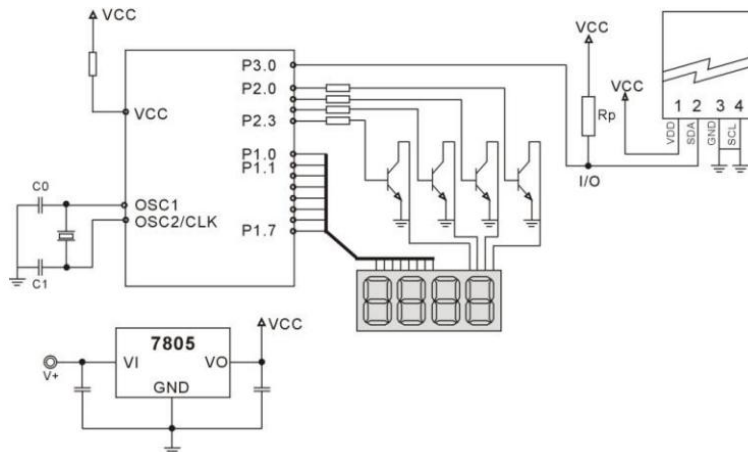 VCC
VCC
OSC1
OSC2/CLK
C0
C1
P3.0
P2.0
P2.3
P1.0
P1.1
P1.7
VCC
Rp
VCC
I/O
1 2 3 4
VDD
SDA
GND
SCL
7805
VI
VO
GND
V+
VCC